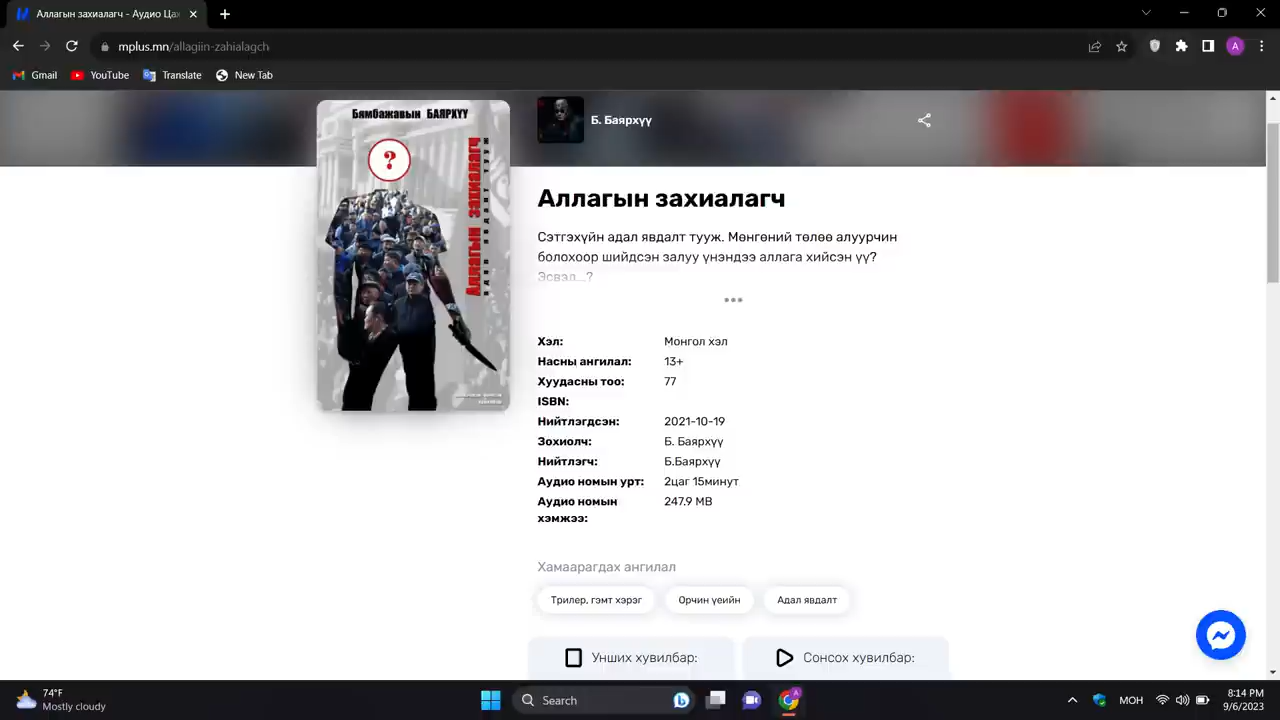 Аллагын захиалагч - Аудио Цах
mplus.mn/allagiin-zahialagch
Gmail
YouTube
Translate
New Tab
Бямбажавын БАЯРХҮҮ
?
Б. Баярхүү
Аллагын захиалагч
Сэтгэхүйн адал явдалт тууж. Мөнгөний төлөө алуурчин
болохоор шийдсэн залуу үнэндээ аллага хийсэн үү?
Эсвэл...?
Хэл: Монгол хэл
Насны ангилал: 13+
Хуудасны тоо: 77
ISBN:
Нийтлэгдсэн: 2021-10-19
Зохиолч: Б. Баярхүү
Нийтлэгч: Б.Баярхүү
Аудио номын урт: 2цаг 15минут
Аудио номын хэмжээ: 247.9 MB
Хамаарагдах ангилал
Трилер, гэмт хэрэг
Орчин үеийн
Адал явдалт
Унших хувилбар:
Сонсох хувилбар:
74°F
Mostly cloudy
Search
МОН
8:14 PM
9/6/2023
A